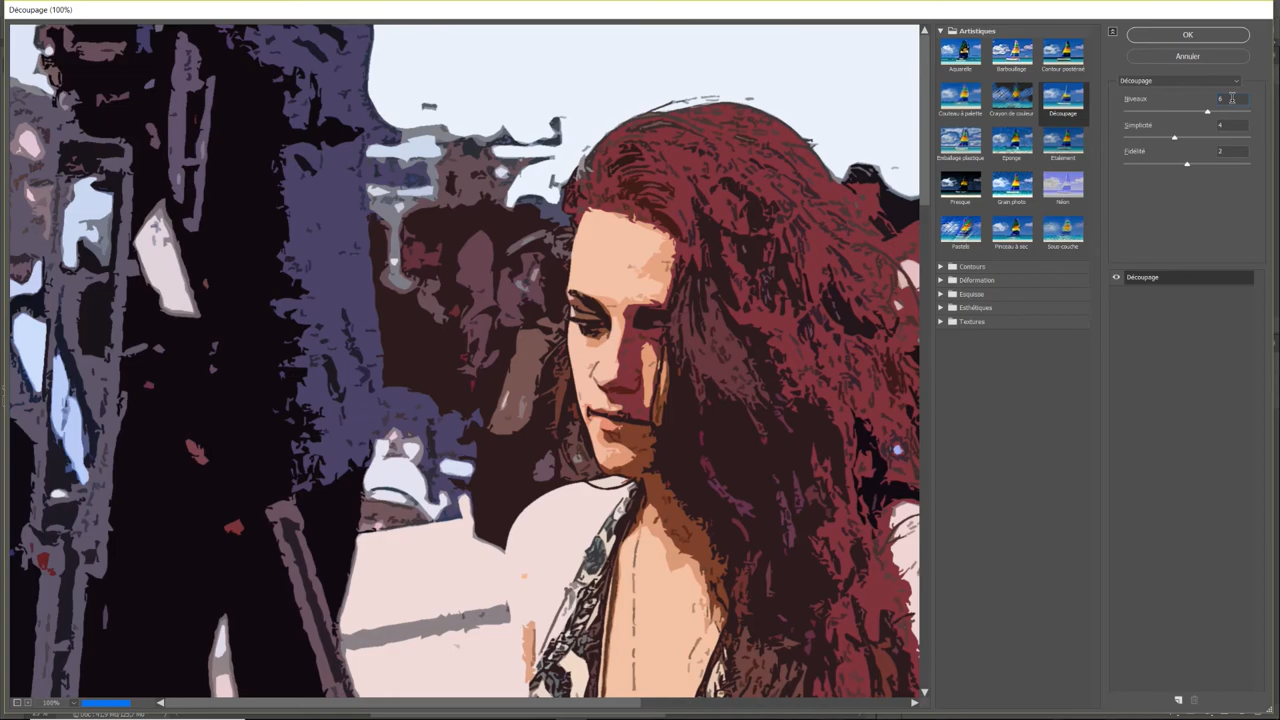 Découpage (100%)
Artistiques
Aquarelle
Barbouillage
Contour postérisé
Couteau à palette
Crayon de couleur
Découpage
Emballage plastique
Eponge
Etalement
Fresque
Grain photo
Néon
Pastels
Pinceau à sec
Sous-couche
Contours
Déformation
Esquisse
Esthétiques
Textures
OK
Annuler
Découpage
Niveaux 6
Simplicité 4
Fidélité 2
Découpage
100%